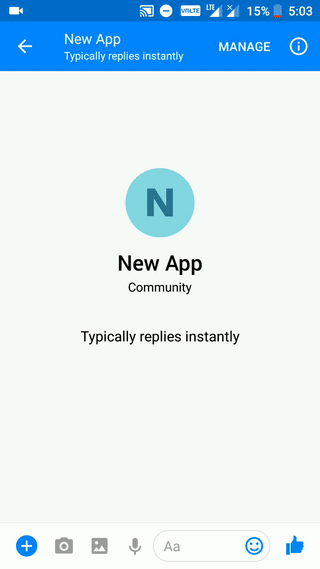 VoLTE LTE 15% 5:03
New App
Typically replies instantly
MANAGE
N
New App
Community
Typically replies instantly
Aa